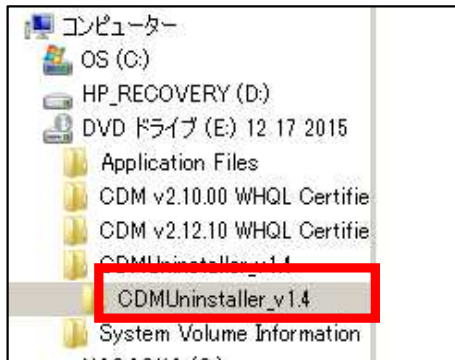 コンピューター
OS (C:)
HP_RECOVERY (D:)
DVD ドライブ (E:) 12 17 2015
Application Files
CDM v2.10.00 WHQL Certifie
CDM v2.12.10 WHQL Certifie
CDMUninstaller_v1.4
CDMUninstaller_v1.4
System Volume Information